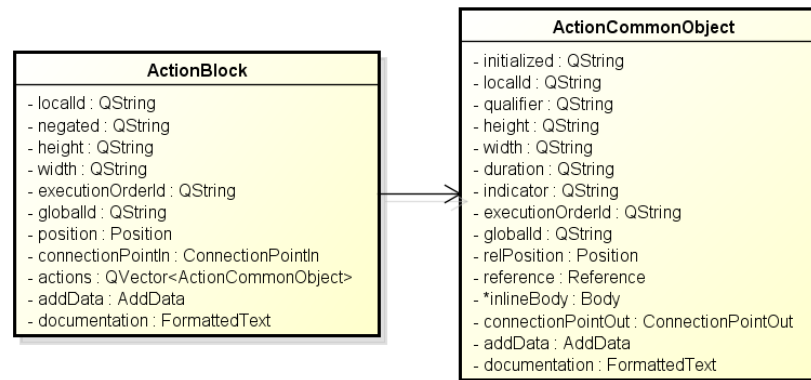 ActionBlock
- localId : QString
- negated : QString
- height : QString
- width : QString
- executionOrderId : QString
- globalId : QString
- position : Position
- connectionPointIn : ConnectionPointIn
- actions : QVector<ActionCommonObject>
- addData : AddData
- documentation : FormattedText
ActionCommonObject
- initialized : QString
- localId : QString
- qualifier : QString
- height : QString
- width : QString
- duration : QString
- indicator : QString
- executionOrderId : QString
- globalId : QString
- relPosition : Position
- reference : Reference
- *inlineBody : Body
- connectionPointOut : ConnectionPointOut
- addData : AddData
- documentation : FormattedText